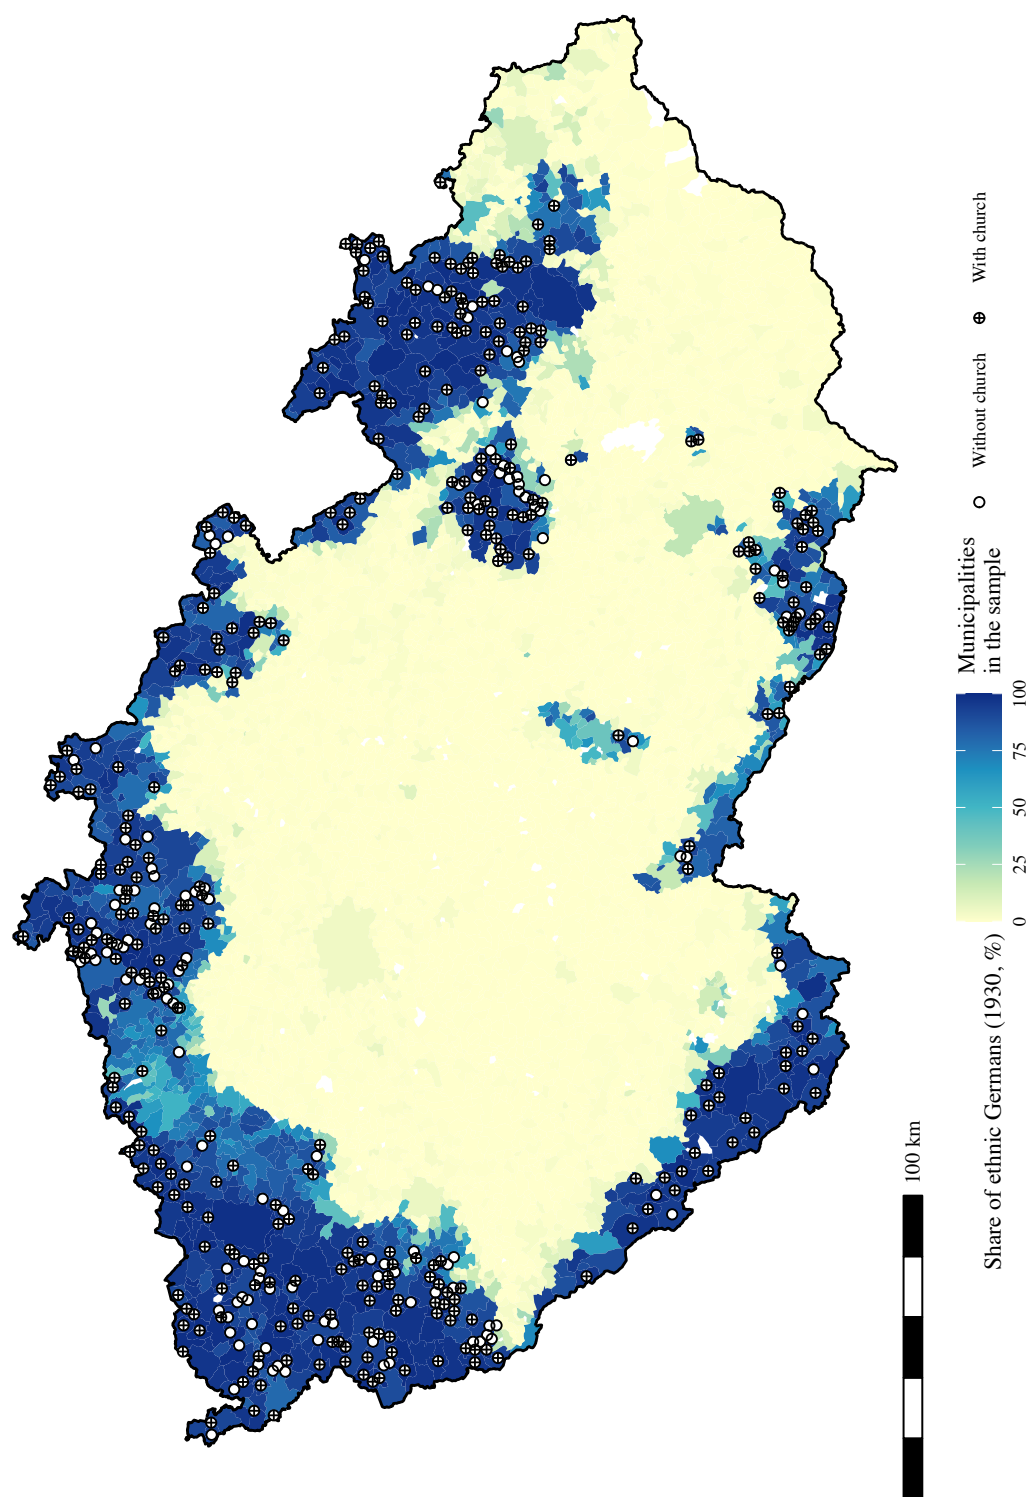 100 km
Share of ethnic Germans (1930, %)
0
25
50
75
100
Municipalities
in the sample
Without church
With church